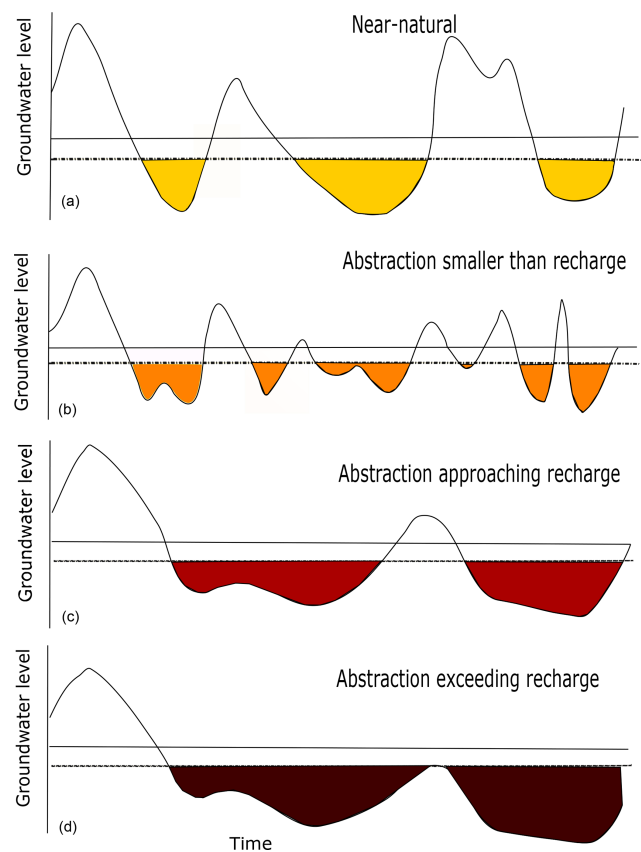 Near-natural
Groundwater level
(a)
Abstraction smaller than recharge
Groundwater level
(b)
Abstraction approaching recharge
Groundwater level
(c)
Abstraction exceeding recharge
Groundwater level
(d)
Time